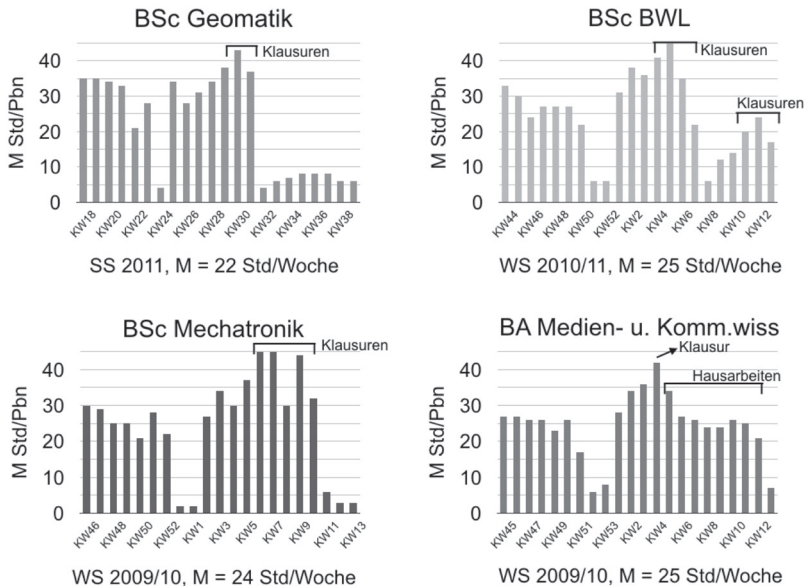 BSc Geomatik
Klausuren
M Std/Pbn
40
30
20
10
0
KW18 KW20 KW22 KW24 KW26 KW28 KW30 KW32 KW34 KW36 KW38
SS 2011, M = 22 Std/Woche
BSc BWL
Klausuren
Klausuren
M Std/Pbn
40
30
20
10
0
KW44 KW46 KW48 KW50 KW52 KW2 KW4 KW6 KW8 KW10 KW12
WS 2010/11, M = 25 Std/Woche
BSc Mechatronik
Klausuren
M Std/Pbn
40
30
20
10
0
KW46 KW48 KW50 KW52 KW1 KW3 KW5 KW7 KW9 KW11 KW13
WS 2009/10, M = 24 Std/Woche
BA Medien- u. Komm.wiss
Klausur
Hausarbeiten
M Std/Pbn
40
30
20
10
0
KW45 KW47 KW49 KW51 KW53 KW2 KW4 KW6 KW8 KW10 KW12
WS 2009/10, M = 25 Std/Woche